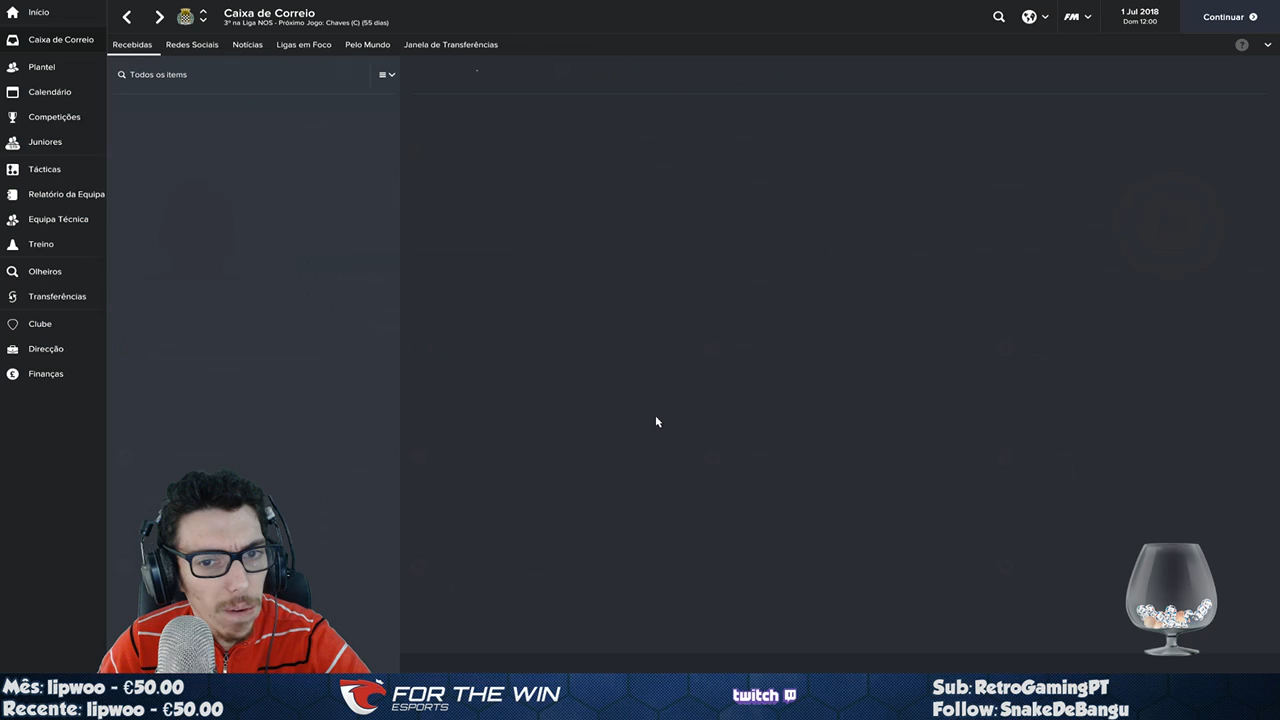 Início
Caixa de Correio
Plantel
Calendário
Competições
Juniores
Tácticas
Relatório da Equipa
Equipa Técnica
Treino
Olheiros
Transferências
Clube
Direcção
Finanças
Caixa de Correio
3º na Liga NOS - Próximo Jogo: Chaves (C) (55 dias)
FM
1 Jul 2018
Dom 12:00
Continuar
Recebidas
Redes Sociais
Notícias
Ligas em Foco
Pelo Mundo
Janela de Transferências
?
Todos os items
Mês: lipwoo - €50.00
Recente: lipwoo - €50.00
FOR THE WIN
ESPORTS
twitch
Sub: RetroGamingPT
Follow: SnakeDeBangu